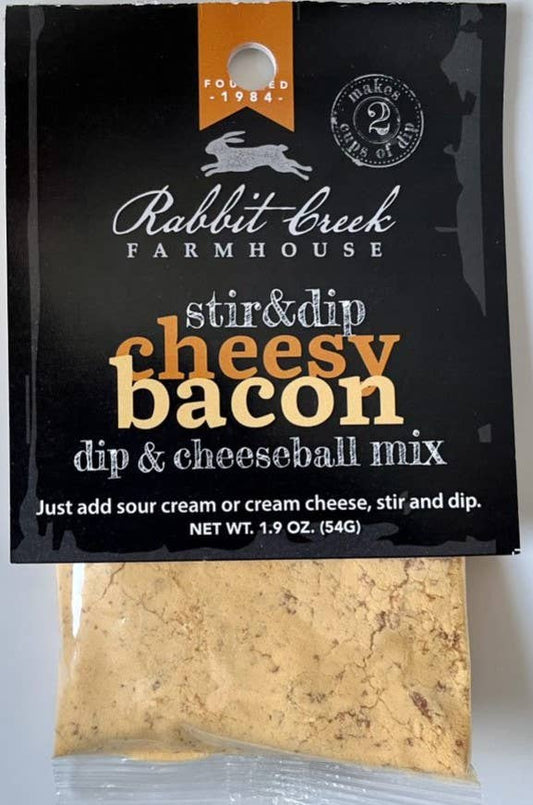 FOUNDED
-1984-
makes
2
cups of dip
Rabbit Creek
FARMHOUSE
stir&dip
cheesy
bacon
dip & cheeseball mix
Just add sour cream or cream cheese, stir and dip.
NET WT. 1.9 OZ. (54G)